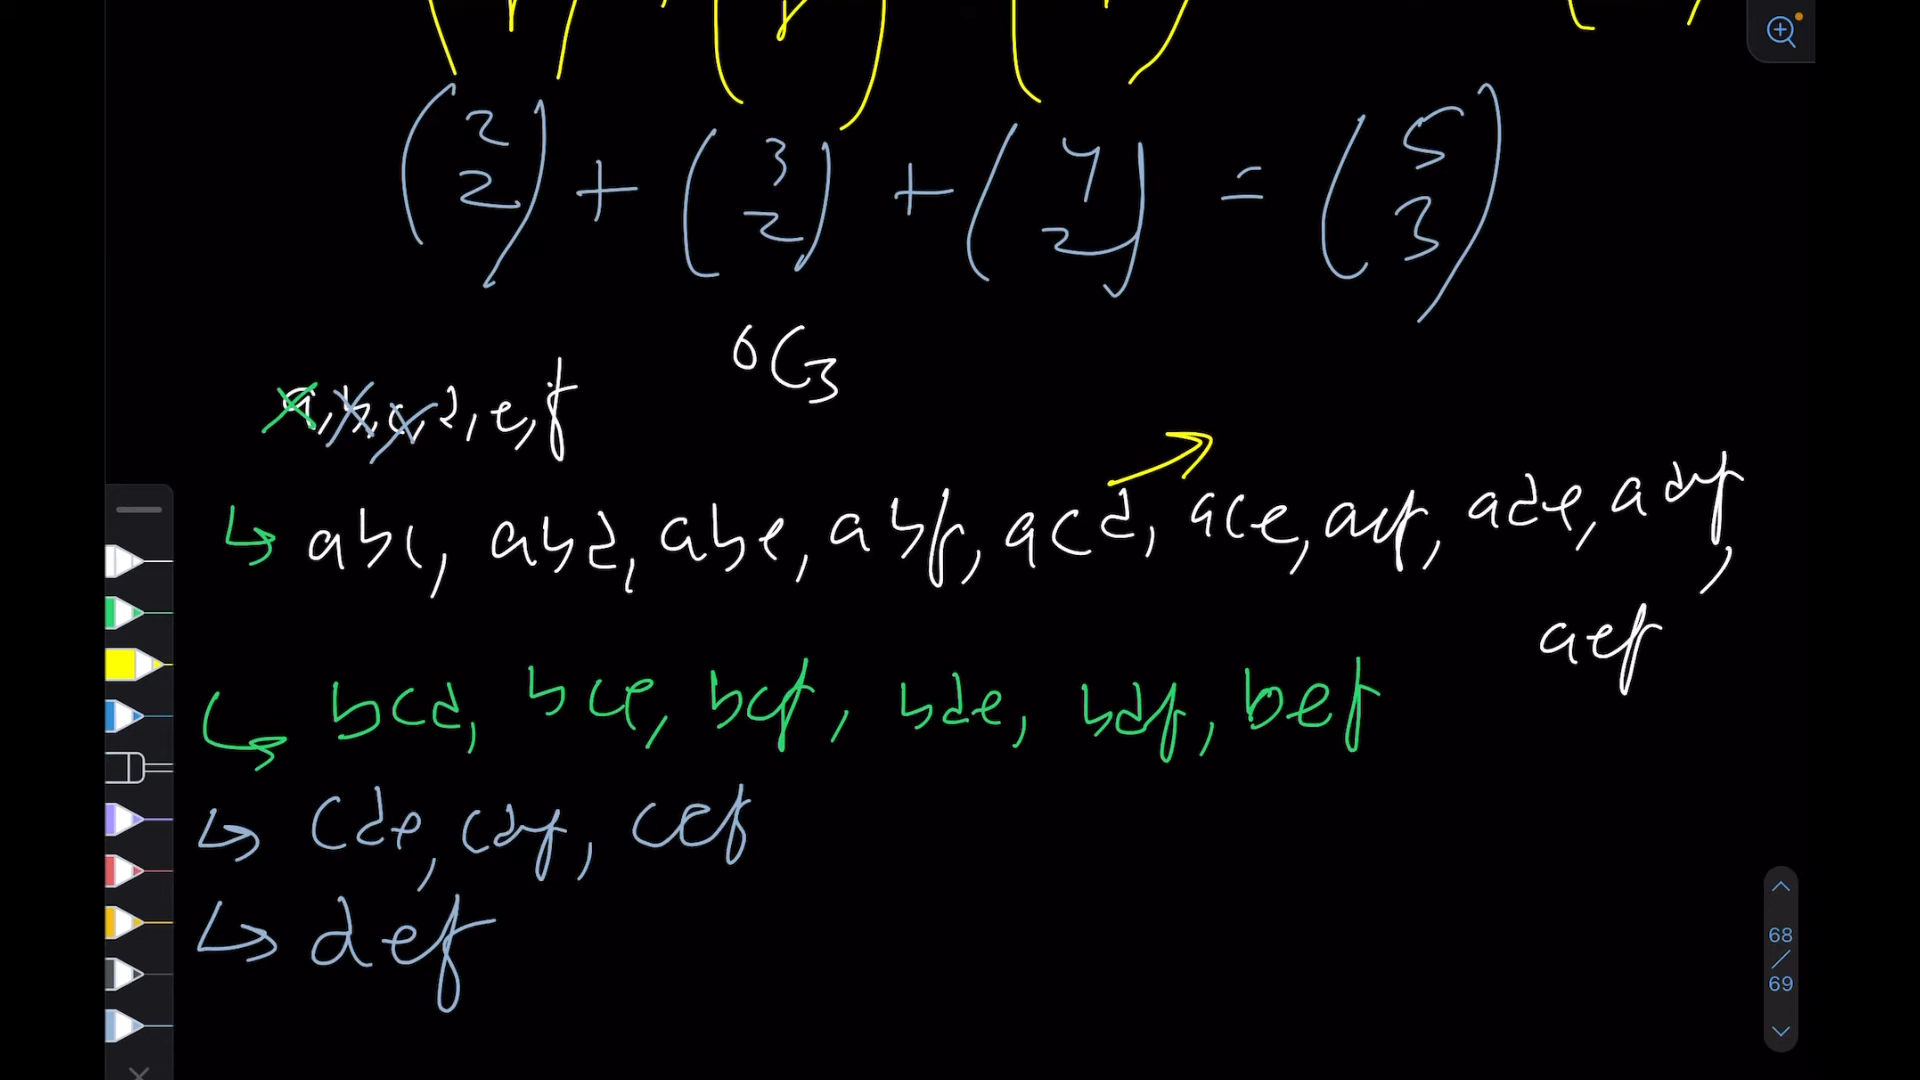 (2 2) + (3 2) + (4 2) = (5 3)
6C3
a, b, c, d, e, f
↳ abc, abd, abe, abf, acd, ace, acf, ade, adf,
aef
↳ bcd, bce, bcf, bde, bdf, bef
↳ cde, cdf, cef
↳ def
68
/
69